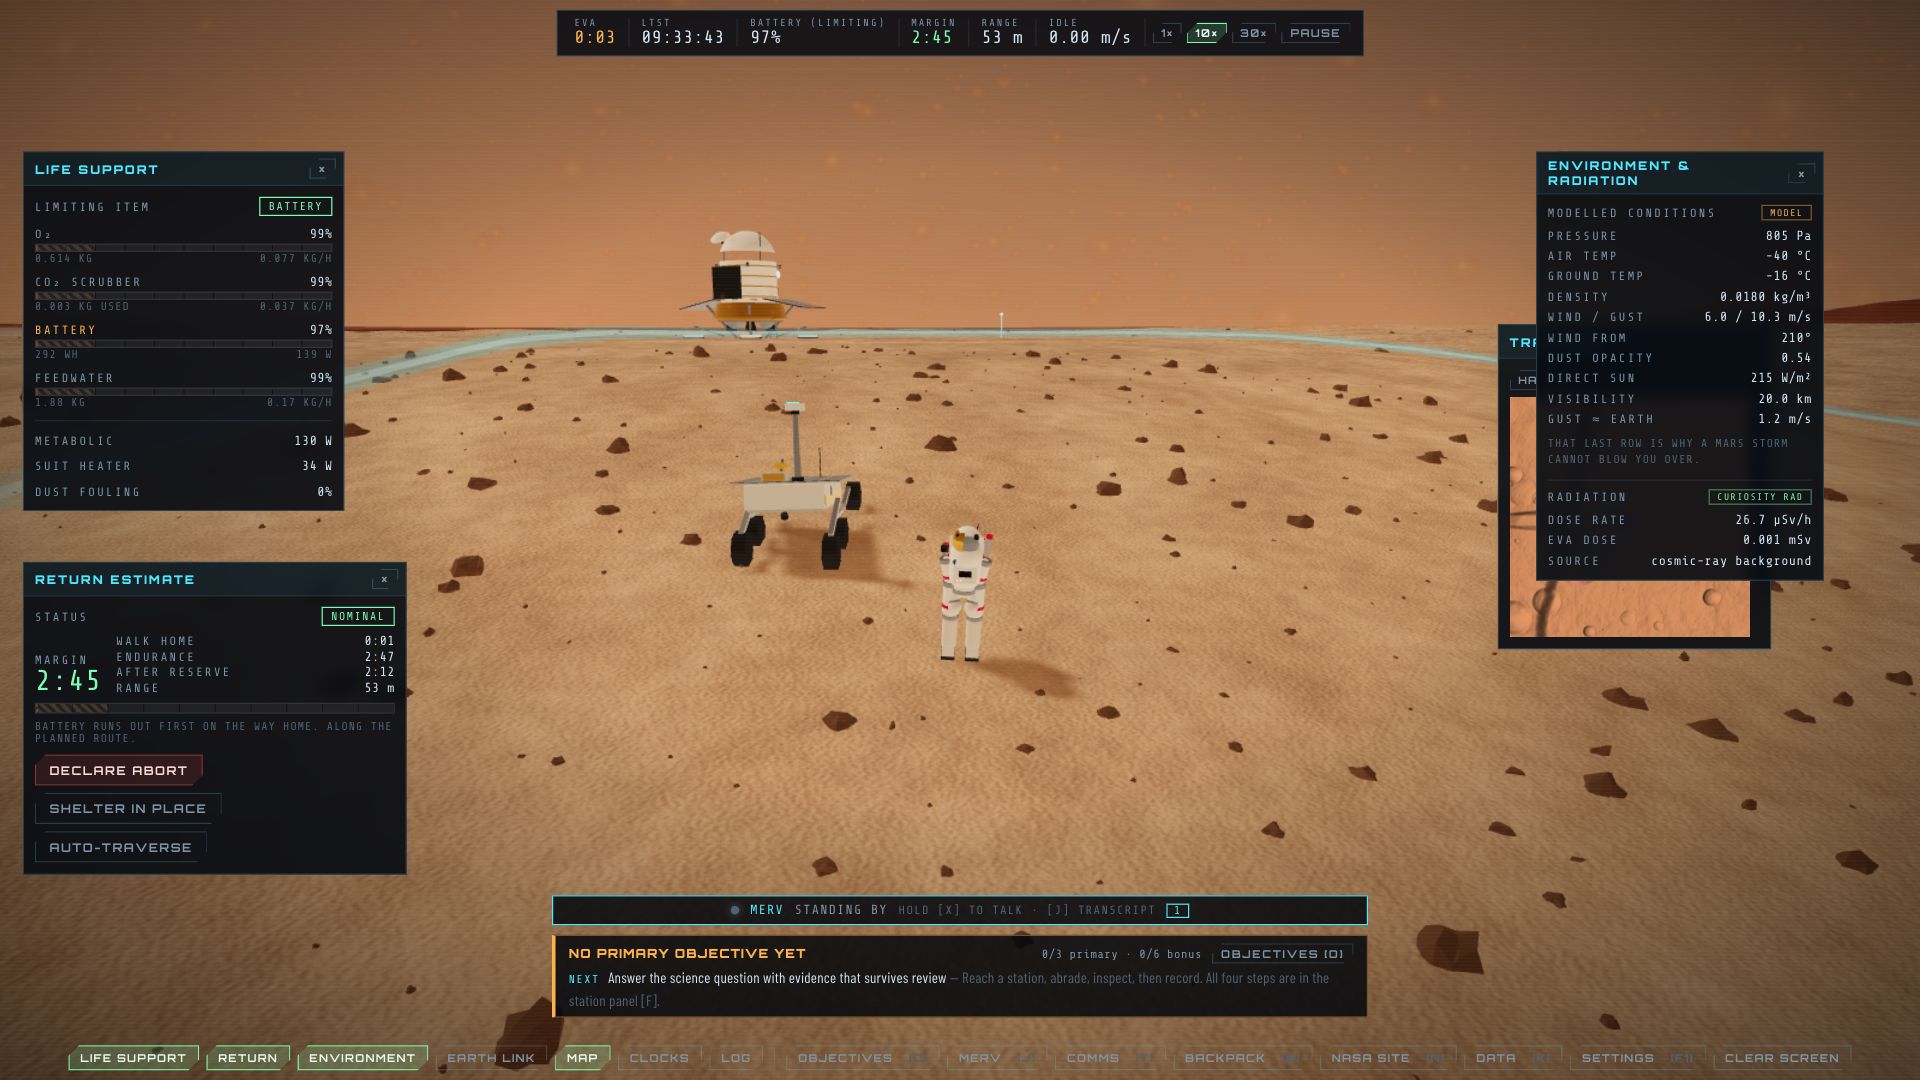 EVA
0:03
LTST
09:33:43
BATTERY (LIMITING)
97%
MARGIN
2:45
RANGE
53 m
IDLE
0.00 m/s
1×
10×
30×
PAUSE
LIFE SUPPORT
x
LIMITING ITEM
BATTERY
O₂
99%
0.614 KG
0.077 KG/H
CO₂ SCRUBBER
99%
0.003 KG USED
0.037 KG/H
BATTERY
97%
292 WH
139 W
FEEDWATER
99%
1.88 KG
0.17 KG/H
METABOLIC
130 W
SUIT HEATER
34 W
DUST FOULING
0%
RETURN ESTIMATE
x
STATUS
NOMINAL
MARGIN
2:45
WALK HOME
0:01
ENDURANCE
2:47
AFTER RESERVE
2:12
RANGE
53 m
BATTERY RUNS OUT FIRST ON THE WAY HOME. ALONG THE
PLANNED ROUTE.
DECLARE ABORT
SHELTER IN PLACE
AUTO-TRAVERSE
ENVIRONMENT &
RADIATION
x
MODELLED CONDITIONS
MODEL
PRESSURE
805 Pa
AIR TEMP
-40 °C
GROUND TEMP
-16 °C
DENSITY
0.0180 kg/m³
WIND / GUST
6.0 / 10.3 m/s
WIND FROM
210°
DUST OPACITY
0.54
DIRECT SUN
215 W/m²
VISIBILITY
20.0 km
GUST ≈ EARTH
1.2 m/s
THAT LAST ROW IS WHY A MARS STORM
CANNOT BLOW YOU OVER.
RADIATION
CURIOSITY RAD
DOSE RATE
26.7 µSv/h
EVA DOSE
0.001 mSv
SOURCE
cosmic-ray background
MERV STANDING BY HOLD [X] TO TALK · [J] TRANSCRIPT 1
NO PRIMARY OBJECTIVE YET
0/3 primary · 0/6 bonus
OBJECTIVES [O]
NEXT Answer the science question with evidence that survives review — Reach a station, abrade, inspect, then record. All four steps are in the
station panel [F].
LIFE SUPPORT
RETURN
ENVIRONMENT
EARTH LINK
MAP
CLOCKS
LOG
OBJECTIVES
MERV
COMMS
BACKPACK
NASA SITE
DATA
SETTINGS [F1]
CLEAR SCREEN